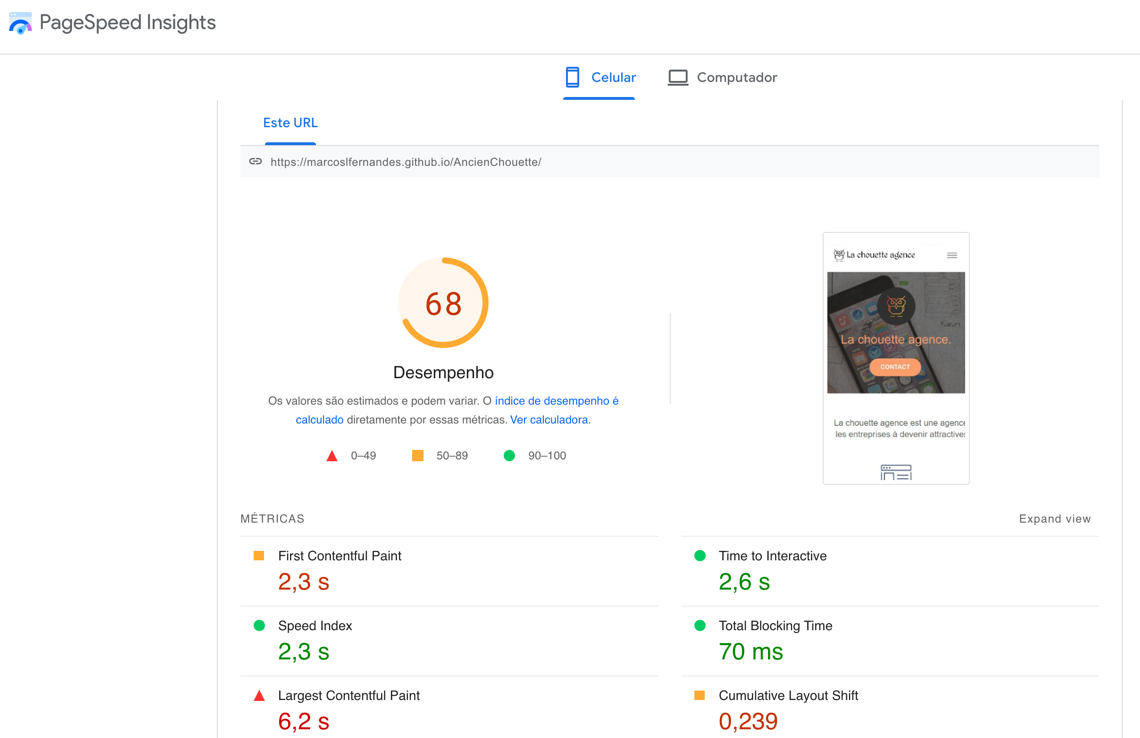 PageSpeed Insights
Celular
Computador
Este URL
https://marcoslfernandes.github.io/AncienChouette/
68
Desempenho
Os valores são estimados e podem variar. O índice de desempenho é
calculado diretamente por essas métricas. Ver calculadora.
0–49
50–89
90–100
La chouette agence
La chouette agence.
CONTACT
La chouette agence est une agence
les entreprises à devenir attractives
MÉTRICAS
Expand view
First Contentful Paint
2,3 s
Time to Interactive
2,6 s
Speed Index
2,3 s
Total Blocking Time
70 ms
Largest Contentful Paint
6,2 s
Cumulative Layout Shift
0,239